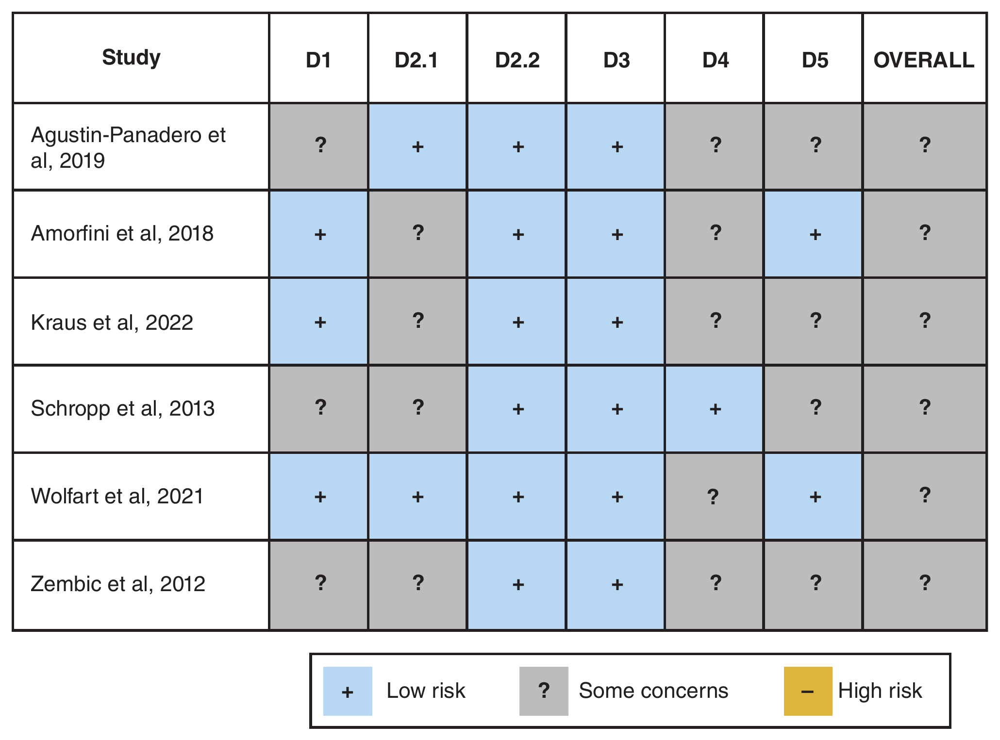 Study D1 D2.1 D2.2 D3 D4 D5 OVERALL
Agustin-Panadero et
al, 2019 ? + + + ? ? ?
Amorfini et al, 2018 + ? + + ? + ?
Kraus et al, 2022 + ? + + ? ? ?
Schropp et al, 2013 ? ? + + + ? ?
Wolfart et al, 2021 + + + + ? + ?
Zembic et al, 2012 ? ? + + ? ? ?
+ Low risk ? Some concerns – High risk